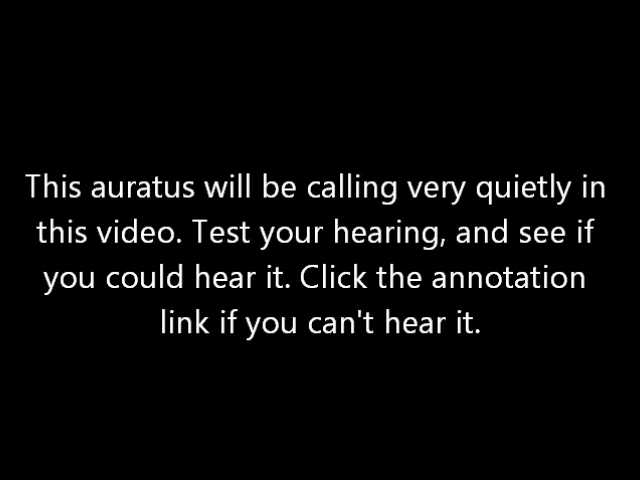 This auratus will be calling very quietly in
this video. Test your hearing, and see if
you could hear it. Click the annotation
link if you can't hear it.